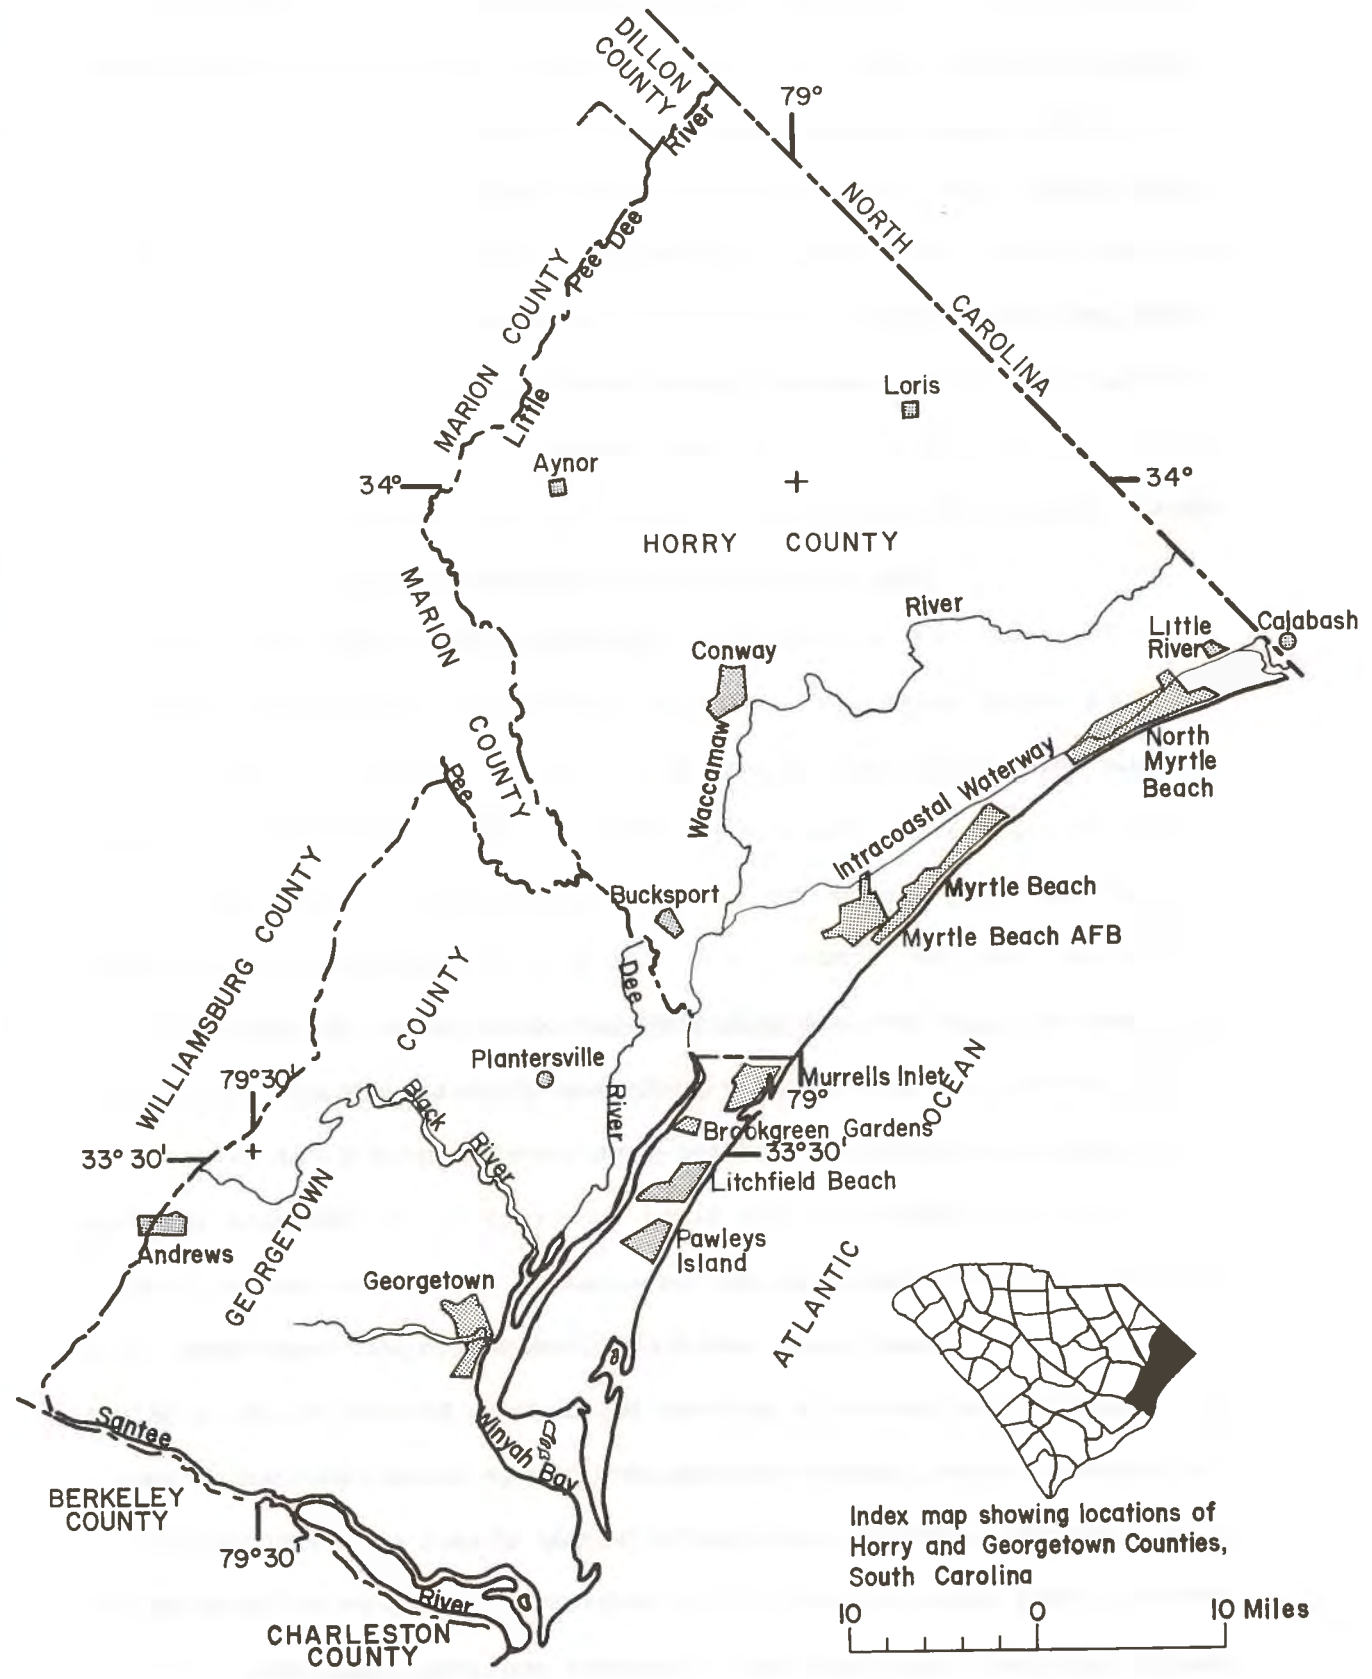 DILLON
COUNTY
River
79°
NORTH
CAROLINA
Pee Dee
MARION COUNTY
Little
Loris
Aynor
34°
34°
HORRY COUNTY
MARION
COUNTY
River
Little
River
Calabash
Conway
Waccamaw
North
Myrtle
Beach
Intracoastal Waterway
Pee
Bucksport
Myrtle Beach
Myrtle Beach AFB
WILLIAMSBURG COUNTY
COUNTY
Dee
Plantersville
River
79°30'
Black
River
Murrells Inlet
79°
OCEAN
Brookgreen Gardens
33°30'
33°30'
Litchfield Beach
GEORGETOWN
Andrews
Pawleys
Island
Georgetown
ATLANTIC
Santee
Winyah Bay
BERKELEY
COUNTY
79°30'
River
CHARLESTON
COUNTY
Index map showing locations of
Horry and Georgetown Counties,
South Carolina
10 0 10 Miles